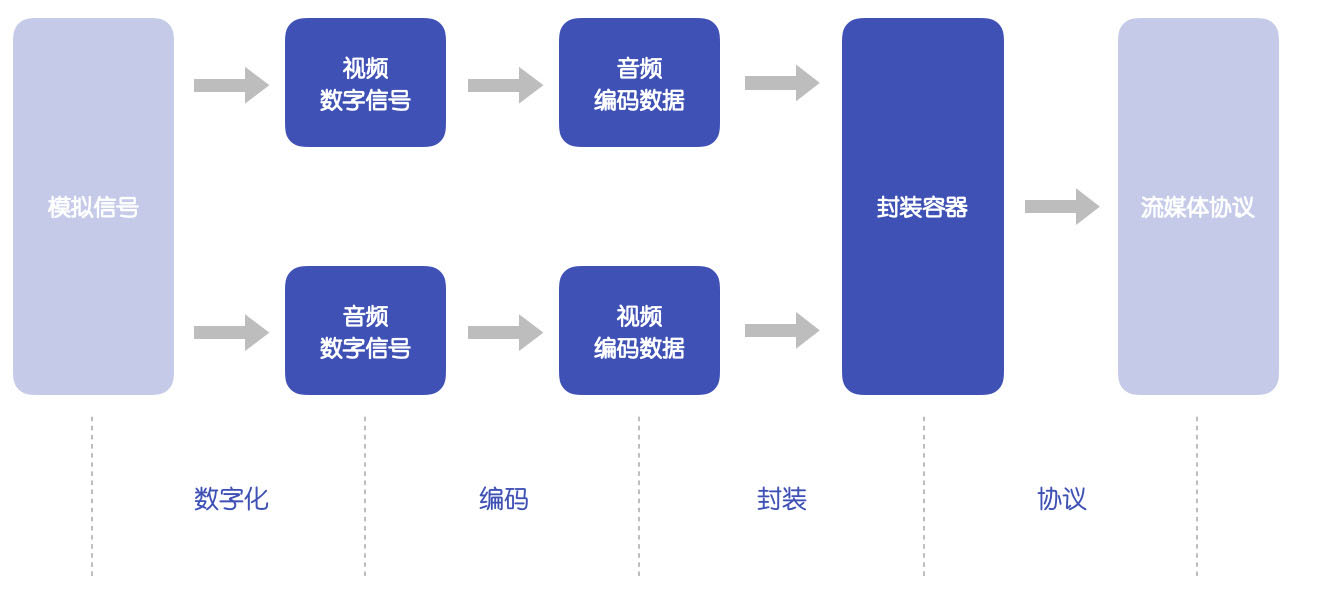 模拟信号
视频
数字信号
音频
编码数据
音频
数字信号
视频
编码数据
封装容器
流媒体协议
数字化
编码
封装
协议